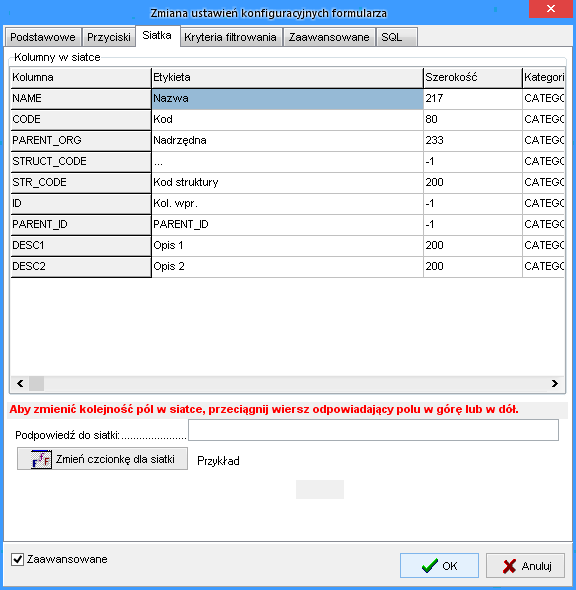 Zmiana ustawień konfiguracyjnych formularza
Podstawowe Przyciski Siatka Kryteria filtrowania Zaawansowane SQL
Kolumny w siatce
Kolumna Etykieta Szerokość Kategori
NAME Nazwa 217 CATEGO
CODE Kod 80 CATEGO
PARENT_ORG Nadrzędna 233 CATEGO
STRUCT_CODE ... -1 CATEGO
STR_CODE Kod struktury 200 CATEGO
ID Kol. wpr. -1 CATEGO
PARENT_ID PARENT_ID -1 CATEGO
DESC1 Opis 1 200 CATEGO
DESC2 Opis 2 200 CATEGO
Aby zmienić kolejność pól w siatce, przeciągnij wiersz odpowiadający polu w górę lub w dół.
Podpowiedź do siatki:......................
Zmień czcionkę dla siatki Przykład
Zaawansowane OK Anuluj